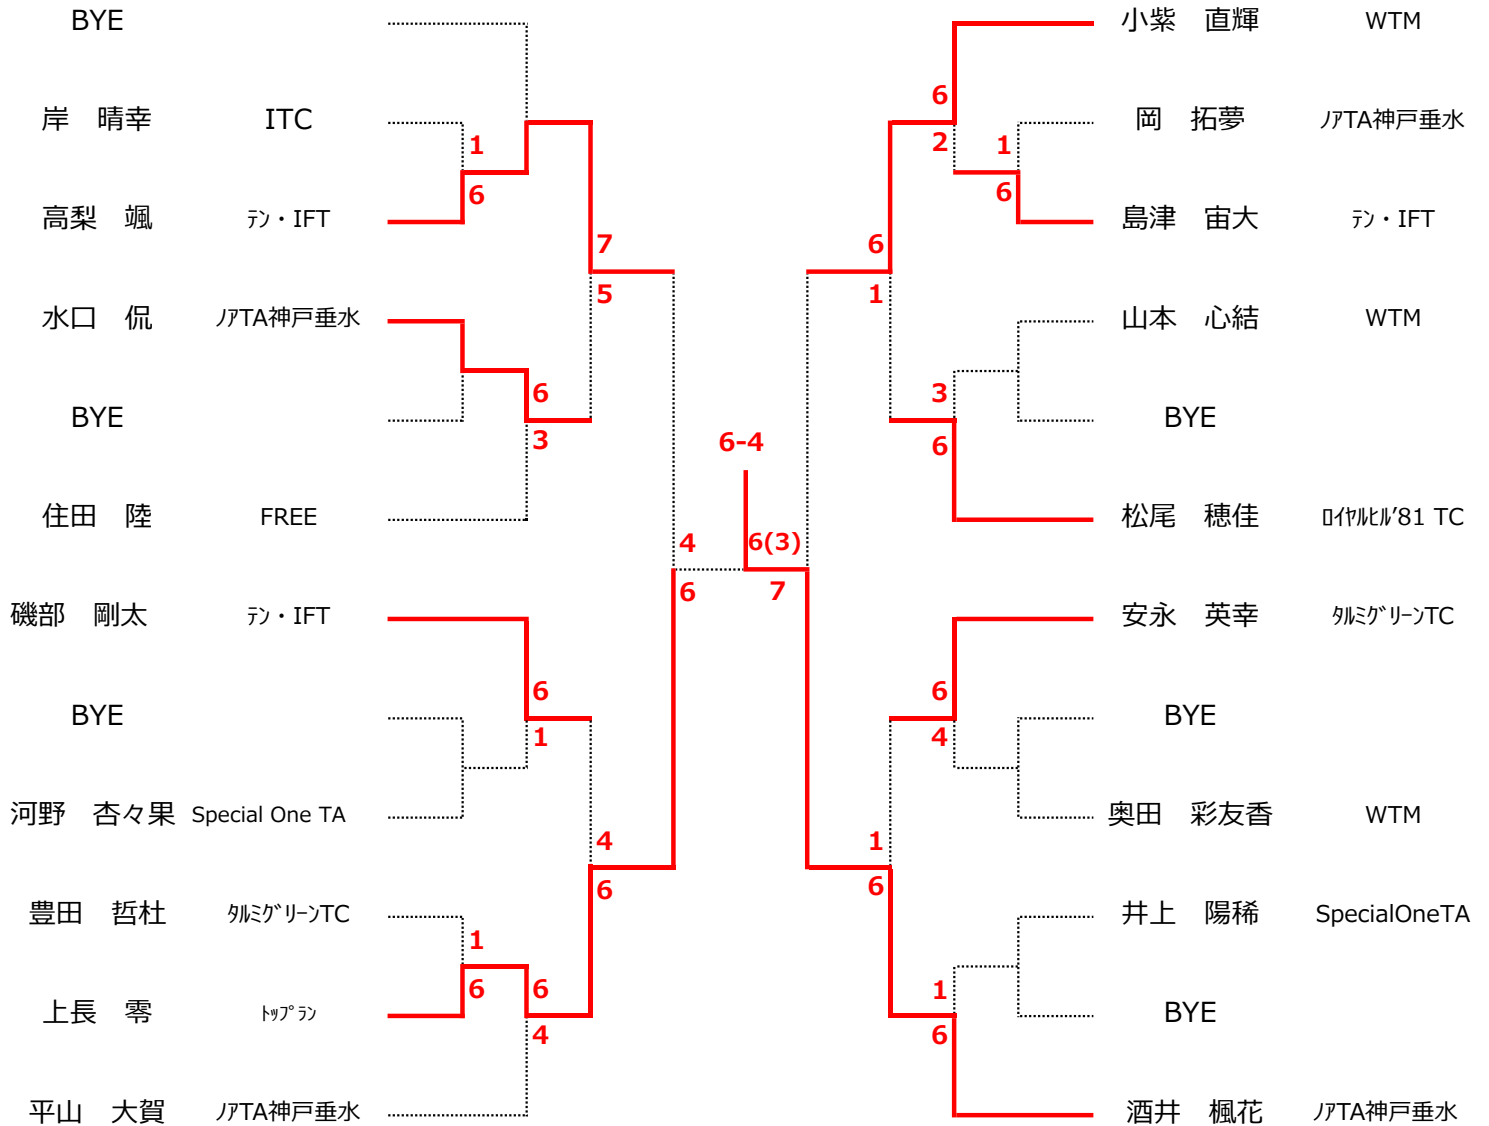 BYE
岸　晴幸 ITC
1
高梨　颯 ﾃﾝ・IFT
6
7
5
水口　侃 ﾉｱTA神戸垂水
6
BYE
3
住田　陸 FREE
磯部　剛太 ﾃﾝ・IFT
6
BYE
1
河野　杏々果 Special One TA
4
6
豊田　哲杜 ﾀﾙﾐｸﾞﾘｰﾝTC
1
上長　零 ﾄｯﾌﾟﾗﾝ
6
6
4
平山　大賀 ﾉｱTA神戸垂水
4
6
6-4
6(3)
7
小柴　直輝 WTM
6
2
岡　拓夢 ﾉｱTA神戸垂水
1
6
島津　宙大 ﾃﾝ・IFT
6
1
山本　心結 WTM
3
BYE
6
松尾　穂佳 ﾛｲﾔﾙﾋﾙ'81 TC
安永　英幸 ﾀﾙﾐｸﾞﾘｰﾝTC
6
BYE
4
奥田　彩友香 WTM
1
6
井上　陽稀 SpecialOneTA
1
BYE
6
酒井　楓花 ﾉｱTA神戸垂水